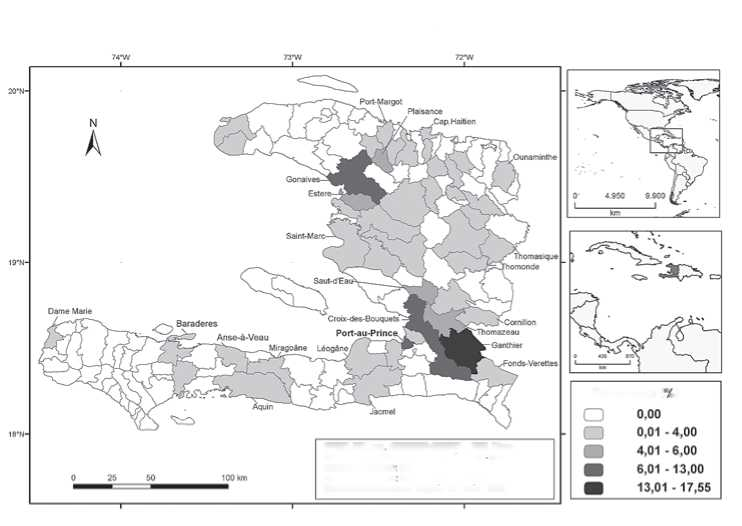 74°W 73°W 72°W
20°N
N
Port-Margot
Plaisance
Cap Haitien
Ounaminthe
Gonaives
Estere
Saint-Marc
19°N
Thomasique
Thomonde
Saut-d'Eau
Dame Marie
Baraderes
Anse-à-Veau
Miragoâne
Léogâne
Croix-des-Bouquets
Port-au-Prince
Cornillon
Thomazeau
Ganthier
Fonds-Verettes
Aquin
Jacmel
18°N
0 25 50 100 km
0 4.950 9.900
km
km
%
0,00
0,01 - 4,00
4,01 - 6,00
6,01 - 13,00
13,01 - 17,55